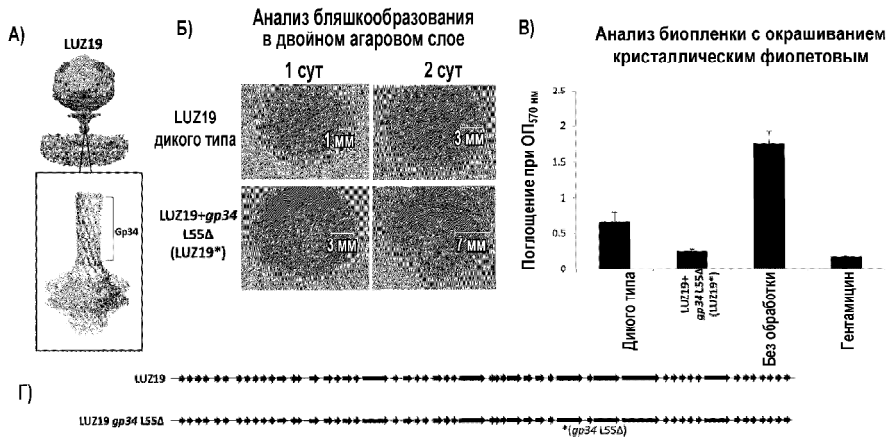 А)
LUZ19
Gp34
Б)
Анализ бляшкообразования
в двойном агаровом слое
1 сут
2 сут
LUZ19
дикого типа
1 мм
3 мм
LUZ19+gp34
L55Δ
(LUZ19*)
3 мм
7 мм
В)
Анализ биопленки с окрашиванием
кристаллическим фиолетовым
Поглощение при ОП570 нм
2.5
2
1.5
1
0.5
0
Дикого типа
LUZ19+
gp34 L55Δ
(LUZ19*)
Без обработки
Гентамицин
Г)
LUZ19
LUZ19 gp34 L55Δ
*(gp34 L55Δ)